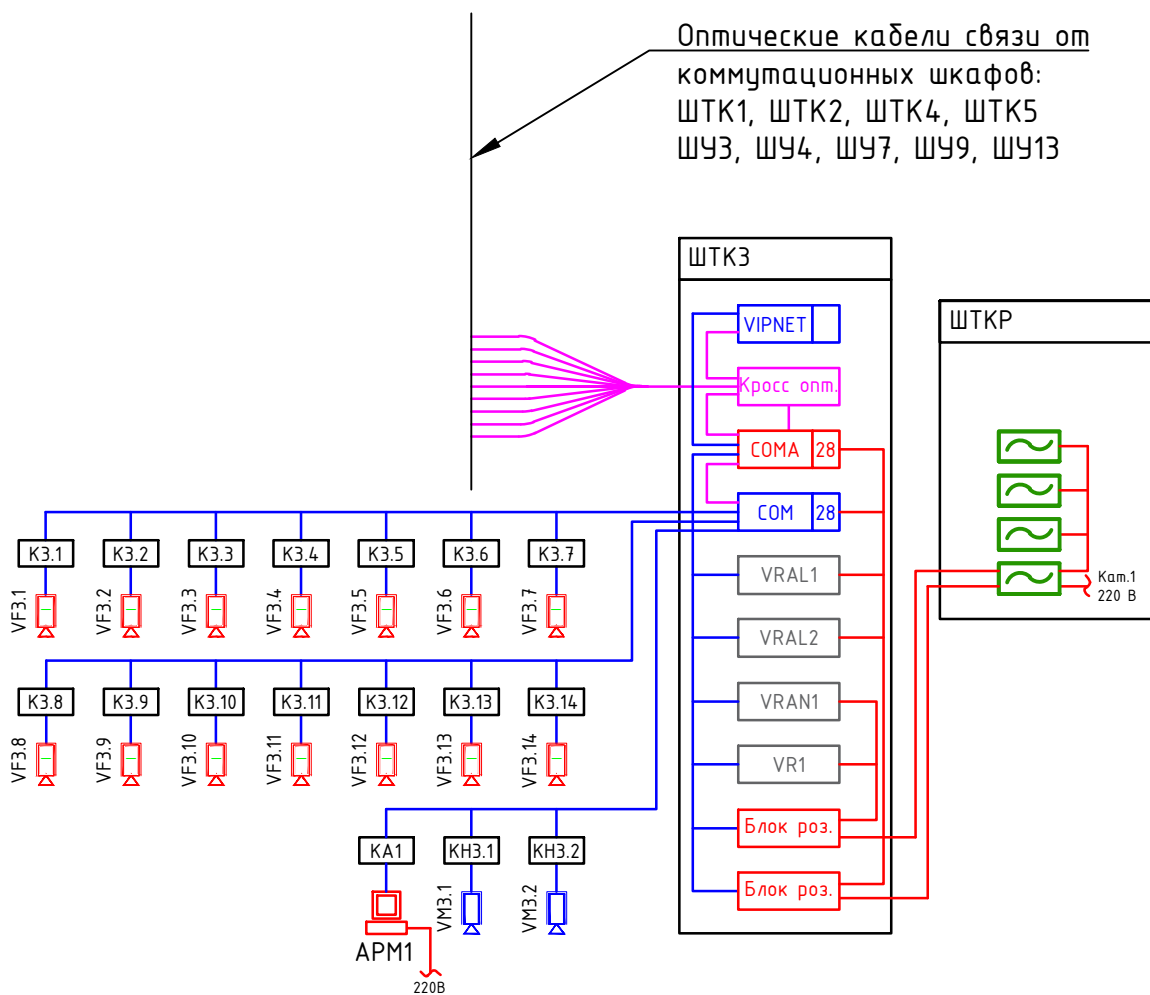 Оптические кабели связи от
коммутационных шкафов:
ШТК1, ШТК2, ШТК4, ШТК5
ШУ3, ШУ4, ШУ7, ШУ9, ШУ13
ШТК3
ШТКР
VIPNET
Кросс опт.
COMA 28
COM 28
VRAL1
VRAL2
VRAN1
VR1
Блок роз.
Блок роз.
Кат.1
220 В
К3.1 К3.2 К3.3 К3.4 К3.5 К3.6 К3.7
VF3.1 VF3.2 VF3.3 VF3.4 VF3.5 VF3.6 VF3.7
К3.8 К3.9 К3.10 К3.11 К3.12 К3.13 К3.14
VF3.8 VF3.9 VF3.10 VF3.11 VF3.12 VF3.13 VF3.14
КА1 КН3.1 КН3.2
VM3.1 VM3.2
АРМ1
220В